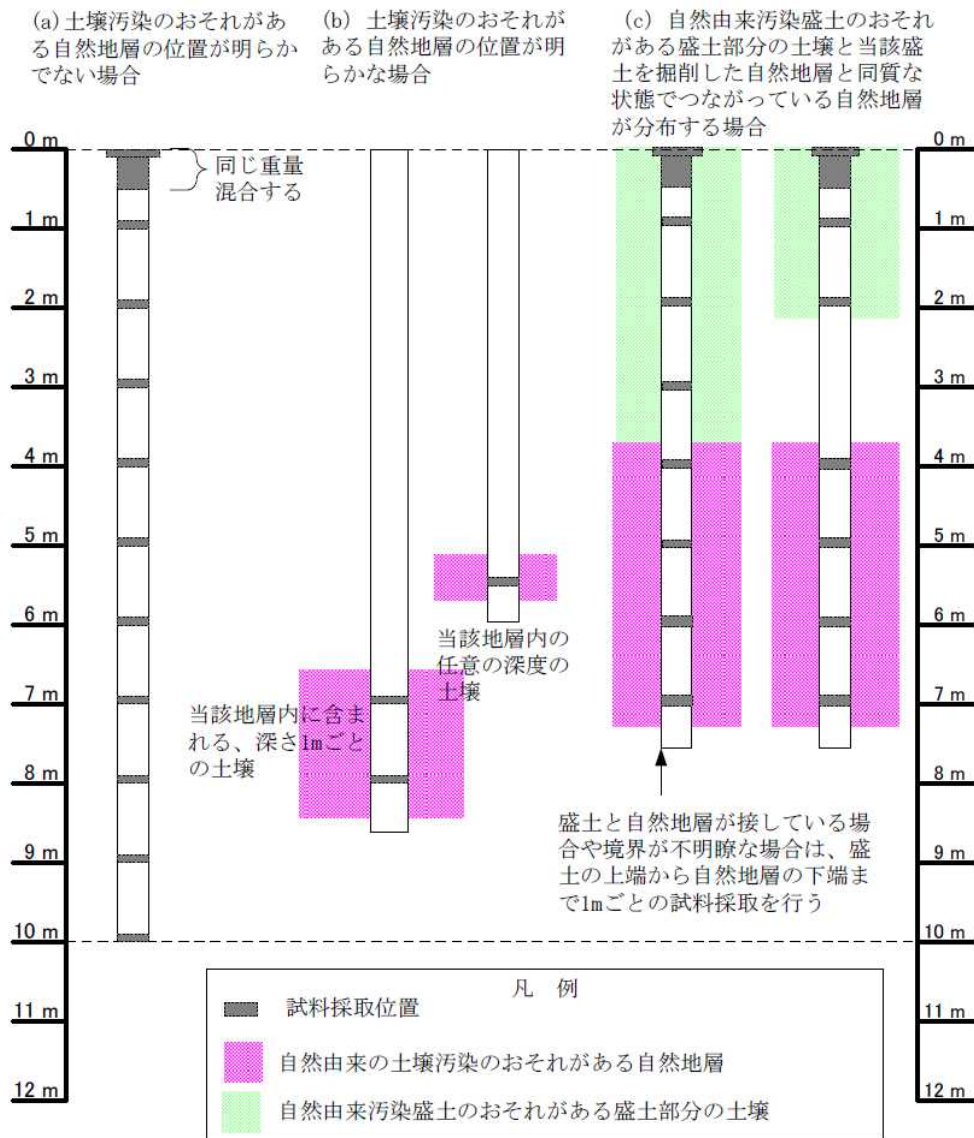 (a)土壌汚染のおそれがあ
る自然地層の位置が明らか
でない場合
(b) 土壌汚染のおそれ
がある自然地層の位置が明
らかな場合
(c) 自然由来汚染盛土のおそれ
がある盛土部分の土壌と当該盛
土を掘削した自然地層と同質な
状態でつながっている自然地層
が分布する場合
0 m
1 m
2 m
3 m
4 m
5 m
6 m
7 m
8 m
9 m
10 m
11 m
12 m
同じ重量
混合する
当該地層内に含ま
れる、深さ1mごと
の土壌
当該地層内の
任意の深度の
土壌
盛土と自然地層が接している場
合や境界が不明瞭な場合は、盛
土の上端から自然地層の下端ま
で1mごとの試料採取を行う
0 m
1 m
2 m
3 m
4 m
5 m
6 m
7 m
8 m
9 m
10 m
11 m
12 m
凡 例
試料採取位置
自然由来の土壌汚染のおそれがある自然地層
自然由来汚染盛土のおそれがある盛土部分の土壌